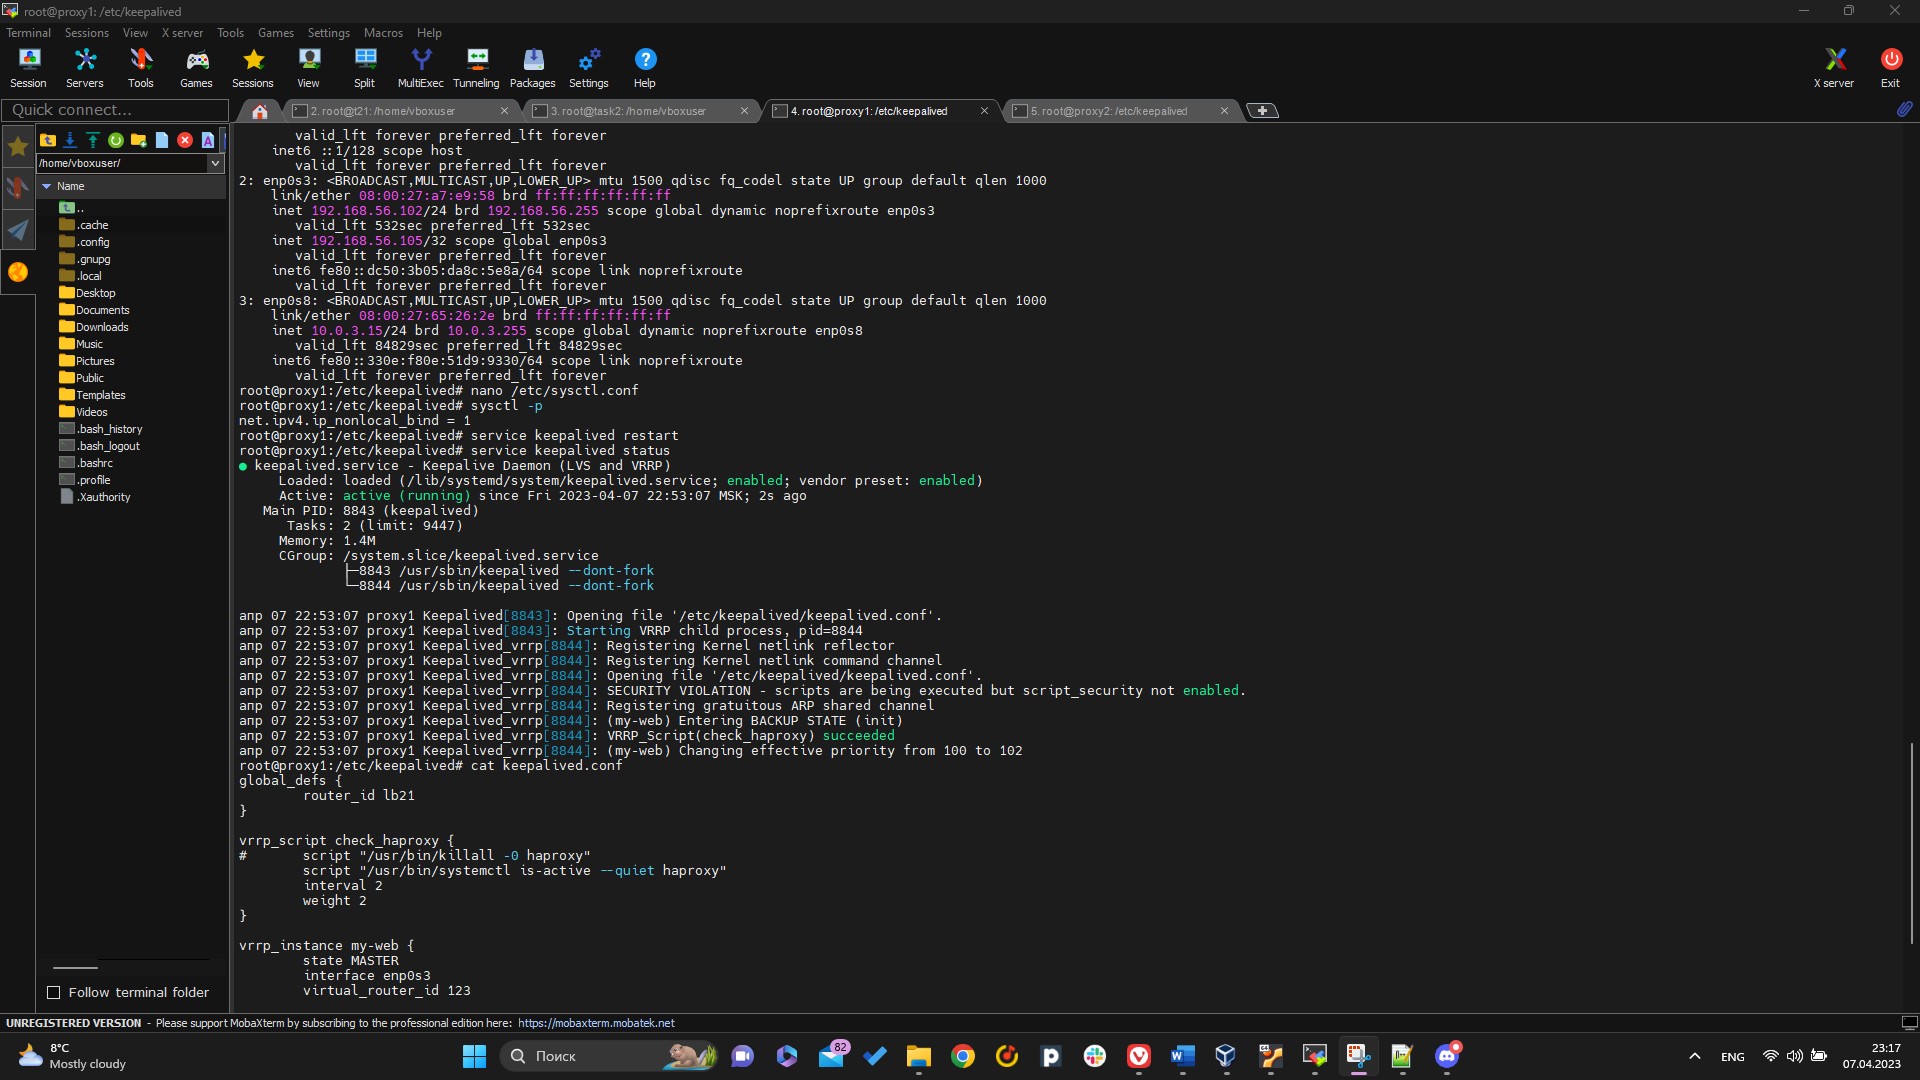 root@proxy1: /etc/keepalived
Terminal Sessions View X server Tools Games Settings Macros Help
Session Servers Tools Games Sessions View Split MultiExec Tunneling Packages Settings Help X server Exit
Quick connect...
2. root@t21: /home/vboxuser
3. root@task2: /home/vboxuser
4. root@proxy1: /etc/keepalived
5. root@proxy2: /etc/keepalived
/home/vboxuser/
Name
..
.cache
.config
.gnupg
.local
Desktop
Documents
Downloads
Music
Pictures
Public
Templates
Videos
.bash_history
.bash_logout
.bashrc
.profile
.Xauthority
Follow terminal folder
valid_lft forever preferred_lft forever
inet6 ::1/128 scope host
valid_lft forever preferred_lft forever
2: enp0s3: <BROADCAST,MULTICAST,UP,LOWER_UP> mtu 1500 qdisc fq_codel state UP group default qlen 1000
link/ether 08:00:27:a7:e9:58 brd ff:ff:ff:ff:ff:ff
inet 192.168.56.102/24 brd 192.168.56.255 scope global dynamic noprefixroute enp0s3
valid_lft 532sec preferred_lft 532sec
inet 192.168.56.105/32 scope global enp0s3
valid_lft forever preferred_lft forever
inet6 fe80::dc50:3b05:da8c:5e8a/64 scope link noprefixroute
valid_lft forever preferred_lft forever
3: enp0s8: <BROADCAST,MULTICAST,UP,LOWER_UP> mtu 1500 qdisc fq_codel state UP group default qlen 1000
link/ether 08:00:27:65:26:2e brd ff:ff:ff:ff:ff:ff
inet 10.0.3.15/24 brd 10.0.3.255 scope global dynamic noprefixroute enp0s8
valid_lft 84829sec preferred_lft 84829sec
inet6 fe80::330e:f80e:51d9:9330/64 scope link noprefixroute
valid_lft forever preferred_lft forever
root@proxy1:/etc/keepalived# nano /etc/sysctl.conf
root@proxy1:/etc/keepalived# sysctl -p
net.ipv4.ip_nonlocal_bind = 1
root@proxy1:/etc/keepalived# service keepalived restart
root@proxy1:/etc/keepalived# service keepalived status
● keepalived.service - Keepalive Daemon (LVS and VRRP)
Loaded: loaded (/lib/systemd/system/keepalived.service; enabled; vendor preset: enabled)
Active: active (running) since Fri 2023-04-07 22:53:07 MSK; 2s ago
Main PID: 8843 (keepalived)
Tasks: 2 (limit: 9447)
Memory: 1.4M
CGroup: /system.slice/keepalived.service
├─8843 /usr/sbin/keepalived --dont-fork
└─8844 /usr/sbin/keepalived --dont-fork
апр 07 22:53:07 proxy1 Keepalived[8843]: Opening file '/etc/keepalived/keepalived.conf'.
апр 07 22:53:07 proxy1 Keepalived[8843]: Starting VRRP child process, pid=8844
апр 07 22:53:07 proxy1 Keepalived_vrrp[8844]: Registering Kernel netlink reflector
апр 07 22:53:07 proxy1 Keepalived_vrrp[8844]: Registering Kernel netlink command channel
апр 07 22:53:07 proxy1 Keepalived_vrrp[8844]: Opening file '/etc/keepalived/keepalived.conf'.
апр 07 22:53:07 proxy1 Keepalived_vrrp[8844]: SECURITY VIOLATION - scripts are being executed but script_security not enabled.
апр 07 22:53:07 proxy1 Keepalived_vrrp[8844]: Registering gratuitous ARP shared channel
апр 07 22:53:07 proxy1 Keepalived_vrrp[8844]: (my-web) Entering BACKUP STATE (init)
апр 07 22:53:07 proxy1 Keepalived_vrrp[8844]: VRRP_Script(check_haproxy) succeeded
апр 07 22:53:07 proxy1 Keepalived_vrrp[8844]: (my-web) Changing effective priority from 100 to 102
root@proxy1:/etc/keepalived# cat keepalived.conf
global_defs {
router_id lb21
}
vrrp_script check_haproxy {
# script "/usr/bin/killall -0 haproxy"
script "/usr/bin/systemctl is-active --quiet haproxy"
interval 2
weight 2
}
vrrp_instance my-web {
state MASTER
interface enp0s3
virtual_router_id 123
UNREGISTERED VERSION - Please support MobaXterm by subscribing to the professional edition here: https://mobaxterm.mobatek.net
8°C
Mostly cloudy
Поиск
82
ENG
23:17
07.04.2023